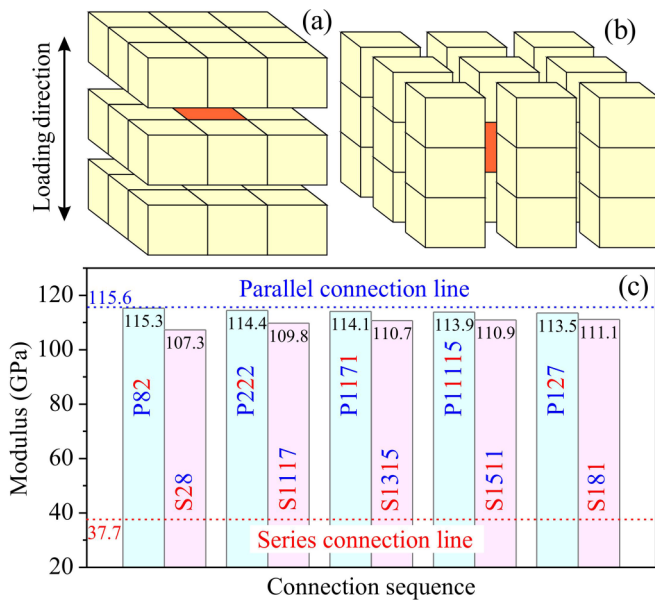 (a)
(b)
Loading direction
(c)
Modulus (GPa)
120
100
80
60
40
20
115.6
Parallel connection line
115.3
107.3
114.4
109.8
114.1
110.7
113.9
110.9
113.5
111.1
P82
S28
P222
S1117
P1171
S1315
P11115
S1511
P127
S181
37.7
Series connection line
Connection sequence